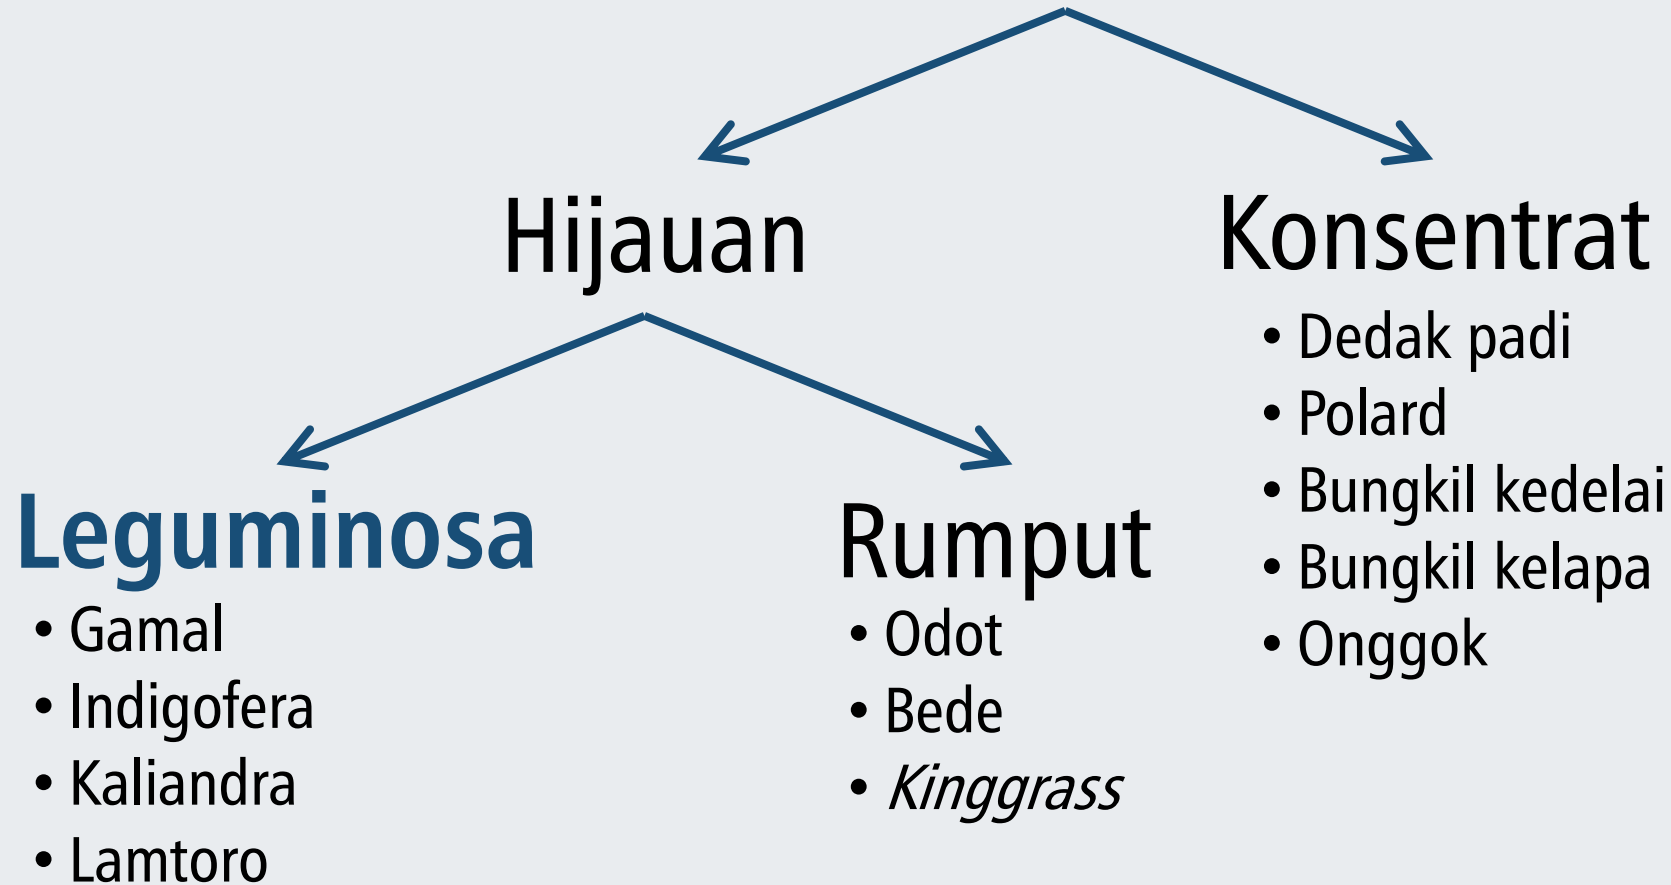 Hijauan
Konsentrat
• Dedak padi
• Polard
• Bungkil kedelai
• Bungkil kelapa
• Onggok
Leguminosa
• Gamal
• Indigofera
• Kaliandra
• Lamtoro
Rumput
• Odot
• Bede
• Kinggrass